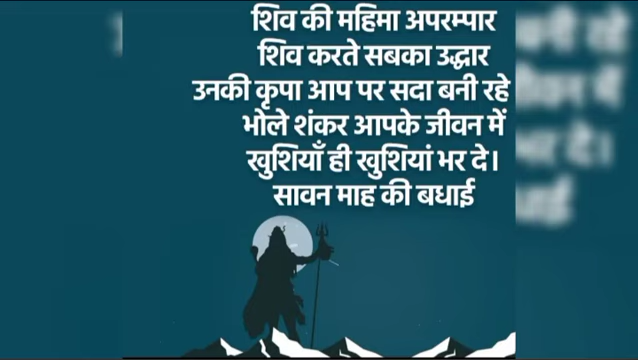 शिव की महिमा अपरम्पार
शिव करते सबका उद्धार
उनकी कृपा आप पर सदा बनी रहे
भोले शंकर आपके जीवन में
खुशियाँ ही खुशियां भर दे।
सावन माह की बधाई